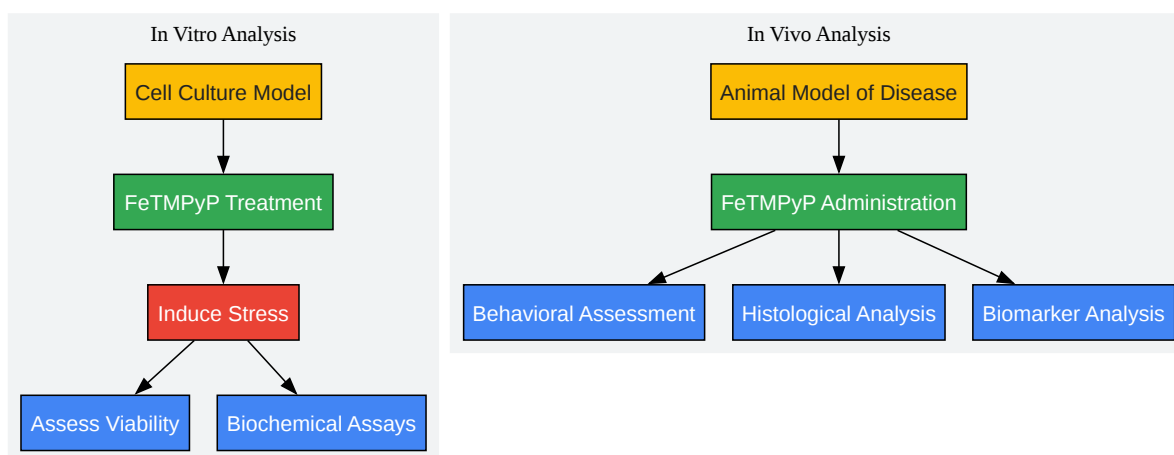 In Vitro Analysis
Cell Culture Model
FeTMPyP Treatment
Induce Stress
Assess Viability
Biochemical Assays
In Vivo Analysis
Animal Model of Disease
FeTMPyP Administration
Behavioral Assessment
Histological Analysis
Biomarker Analysis